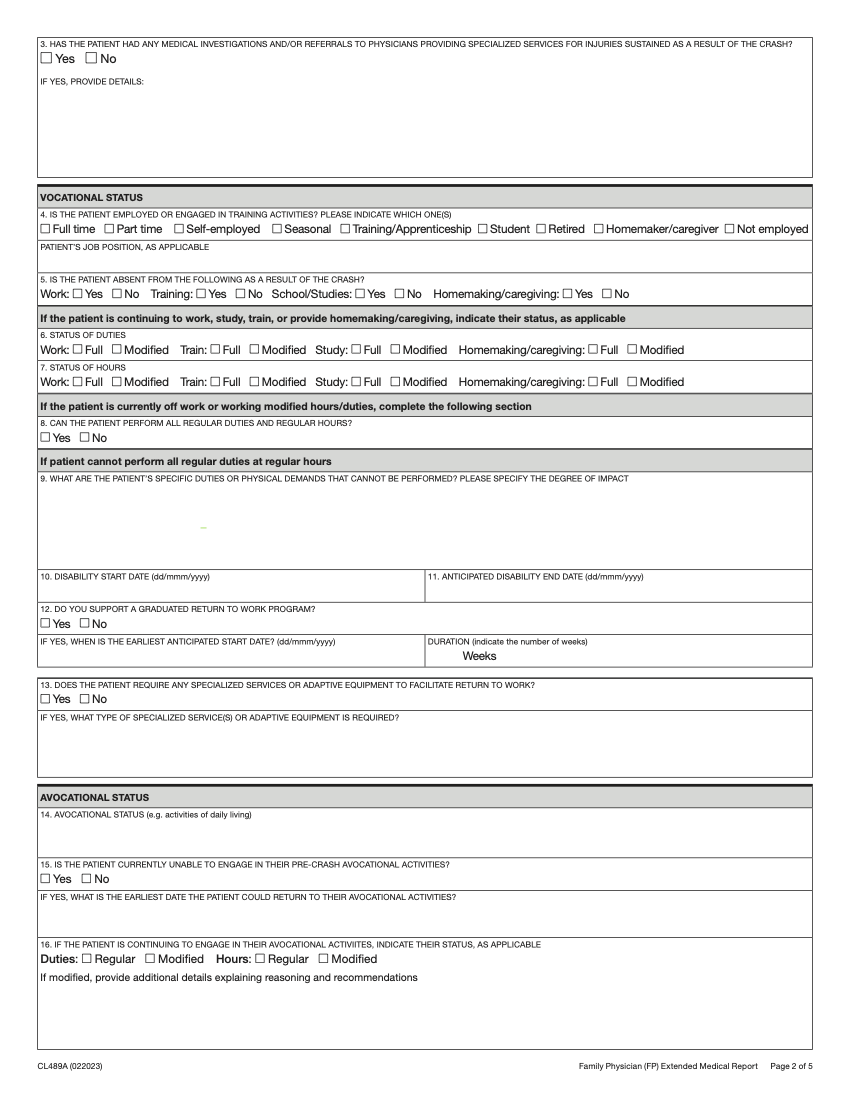 3. HAS THE PATIENT HAD ANY MEDICAL INVESTIGATIONS AND/OR REFERRALS TO PHYSICIANS PROVIDING SPECIALIZED SERVICES FOR INJURIES SUSTAINED AS A RESULT OF THE CRASH?
☐ Yes ☐ No
IF YES, PROVIDE DETAILS:
VOCATIONAL STATUS
4. IS THE PATIENT EMPLOYED OR ENGAGED IN TRAINING ACTIVITIES? PLEASE INDICATE WHICH ONE(S)
☐ Full time ☐ Part time ☐ Self-employed ☐ Seasonal ☐ Training/Apprenticeship ☐ Student ☐ Retired ☐ Homemaker/caregiver ☐ Not employed
PATIENT'S JOB POSITION, AS APPLICABLE
5. IS THE PATIENT ABSENT FROM THE FOLLOWING AS A RESULT OF THE CRASH?
Work: ☐ Yes ☐ No Training: ☐ Yes ☐ No School/Studies: ☐ Yes ☐ No Homemaking/caregiving: ☐ Yes ☐ No
If the patient is continuing to work, study, train, or provide homemaking/caregiving, indicate their status, as applicable
6. STATUS OF DUTIES
Work: ☐ Full ☐ Modified Train: ☐ Full ☐ Modified Study: ☐ Full ☐ Modified Homemaking/caregiving: ☐ Full ☐ Modified
7. STATUS OF HOURS
Work: ☐ Full ☐ Modified Train: ☐ Full ☐ Modified Study: ☐ Full ☐ Modified Homemaking/caregiving: ☐ Full ☐ Modified
If the patient is currently off work or working modified hours/duties, complete the following section
8. CAN THE PATIENT PERFORM ALL REGULAR DUTIES AND REGULAR HOURS?
☐ Yes ☐ No
If patient cannot perform all regular duties at regular hours
9. WHAT ARE THE PATIENT'S SPECIFIC DUTIES OR PHYSICAL DEMANDS THAT CANNOT BE PERFORMED? PLEASE SPECIFY THE DEGREE OF IMPACT
10. DISABILITY START DATE (dd/mmm/yyyy)
11. ANTICIPATED DISABILITY END DATE (dd/mmm/yyyy)
12. DO YOU SUPPORT A GRADUATED RETURN TO WORK PROGRAM?
☐ Yes ☐ No
IF YES, WHEN IS THE EARLIEST ANTICIPATED START DATE? (dd/mmm/yyyy)
DURATION (indicate the number of weeks)
Weeks
13. DOES THE PATIENT REQUIRE ANY SPECIALIZED SERVICES OR ADAPTIVE EQUIPMENT TO FACILITATE RETURN TO WORK?
☐ Yes ☐ No
IF YES, WHAT TYPE OF SPECIALIZED SERVICE(S) OR ADAPTIVE EQUIPMENT IS REQUIRED?
AVOCATIONAL STATUS
14. AVOCATIONAL STATUS (e.g. activities of daily living)
15. IS THE PATIENT CURRENTLY UNABLE TO ENGAGE IN THEIR PRE-CRASH AVOCATIONAL ACTIVITIES?
☐ Yes ☐ No
IF YES, WHAT IS THE EARLIEST DATE THE PATIENT COULD RETURN TO THEIR AVOCATIONAL ACTIVITIES?
16. IF THE PATIENT IS CONTINUING TO ENGAGE IN THEIR AVOCATIONAL ACTIVIITES, INDICATE THEIR STATUS, AS APPLICABLE
Duties: ☐ Regular ☐ Modified Hours: ☐ Regular ☐ Modified
If modified, provide additional details explaining reasoning and recommendations
CL489A (022023)
Family Physician (FP) Extended Medical Report Page 2 of 5